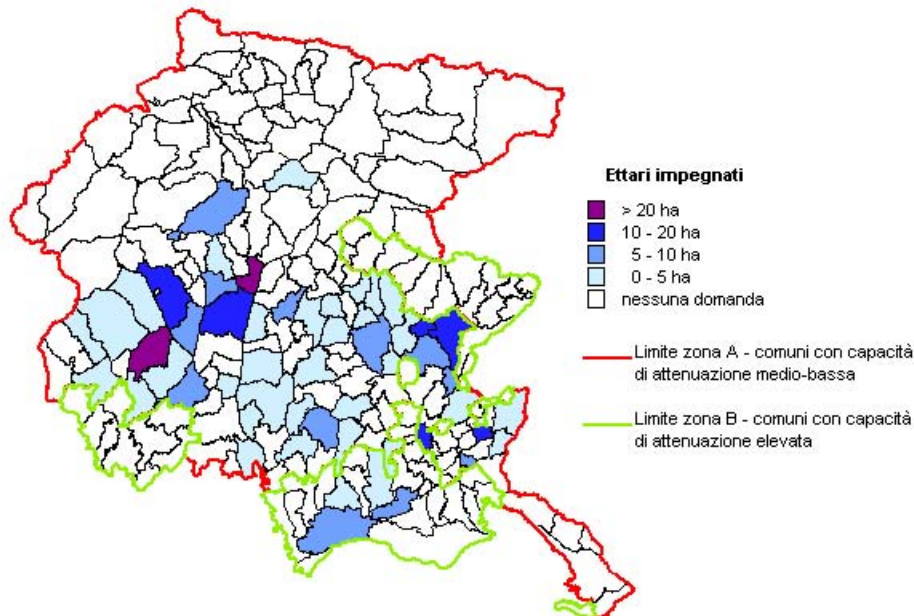 Ettari impegnati
> 20 ha
10 - 20 ha
5 - 10 ha
0 - 5 ha
nessuna domanda
Limite zona A - comuni con capacità
di attenuazione medio-bassa
Limite zona B - comuni con capacità
di attenuazione elevata